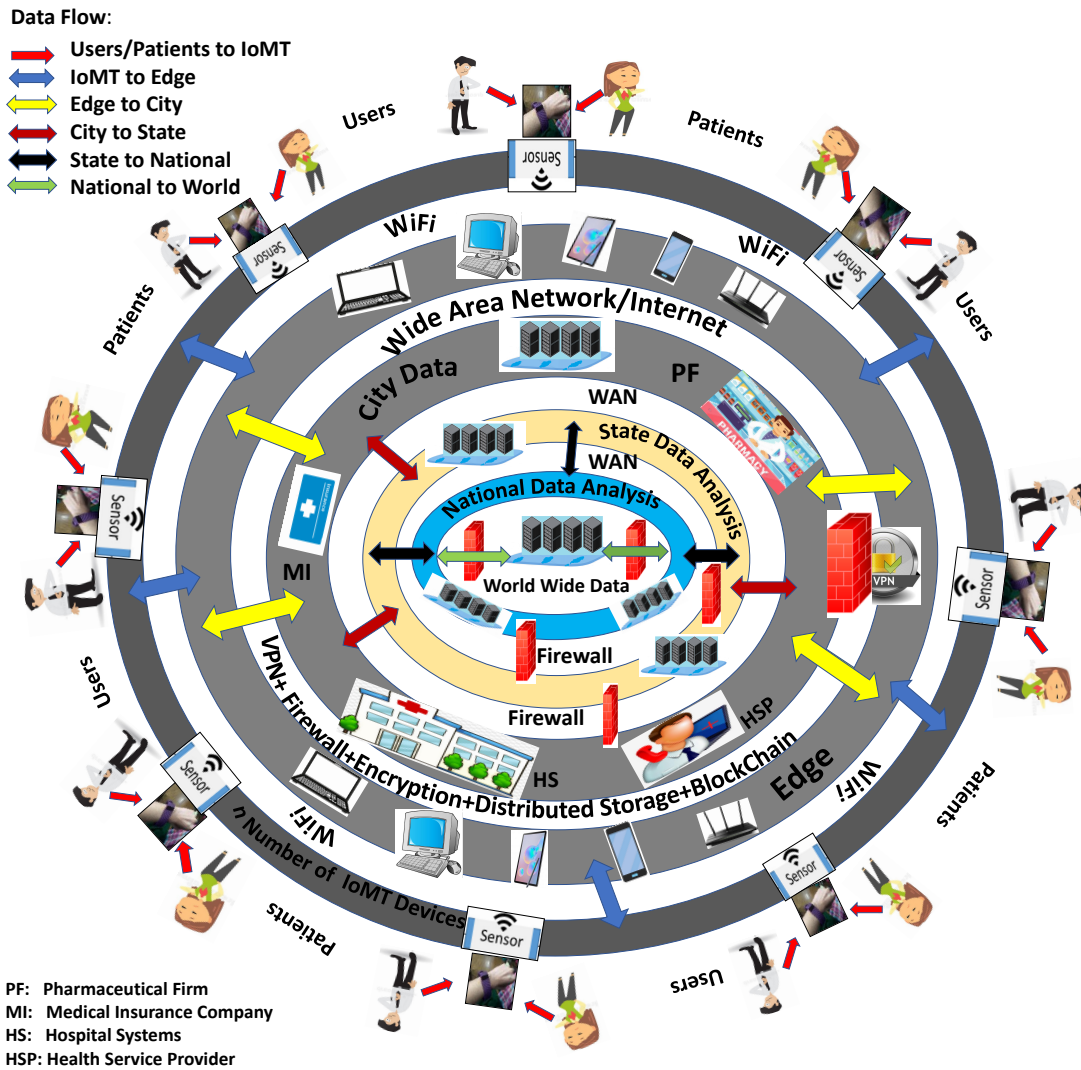 Data Flow:
Users/Patients to IoMT
IoMT to Edge
Edge to City
City to State
State to National
National to World
Users
Patients
Sensor
Patients
Sensor
WiFi
WiFi
Sensor
Users
Wide Area Network/Internet
City Data
PF
WAN
PHARMACY
State Data Analysis
WAN
National Data Analysis
Sensor
MI
World Wide Data
VPN
Sensor
Firewall
Users
Firewall
HSP
HS
VPN+ Firewall+Encryption+Distributed Storage+BlockChain
Edge
WiFi
Patients
Sensor
WiFi
η Number of IoMT Devices
Sensor
Patients
Sensor
Users
PF: Pharmaceutical Firm
MI: Medical Insurance Company
HS: Hospital Systems
HSP: Health Service Provider